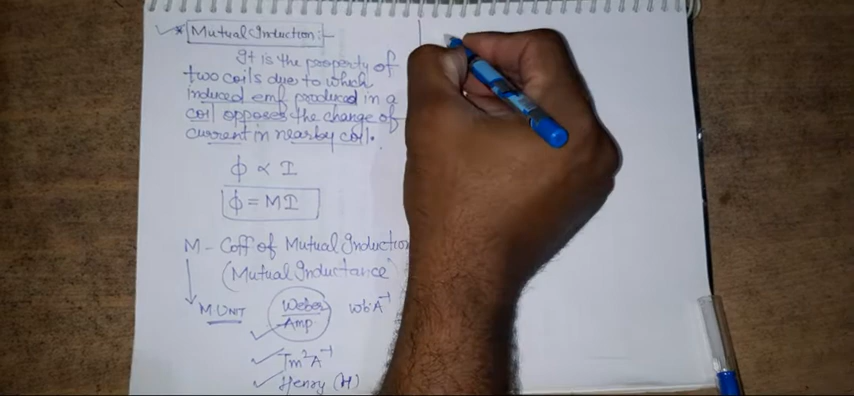 * Mutual Induction:-
It is the property of
two coils due to which
induced emf produced in a
coil opposes the change of
current in nearby coil.
ϕ ∝ I
ϕ = MI
M - Coff of Mutual Induction
(Mutual Inductance)
M UNIT Weber/Amp Wb A⁻¹
Tm²A⁻¹
Henry (H)